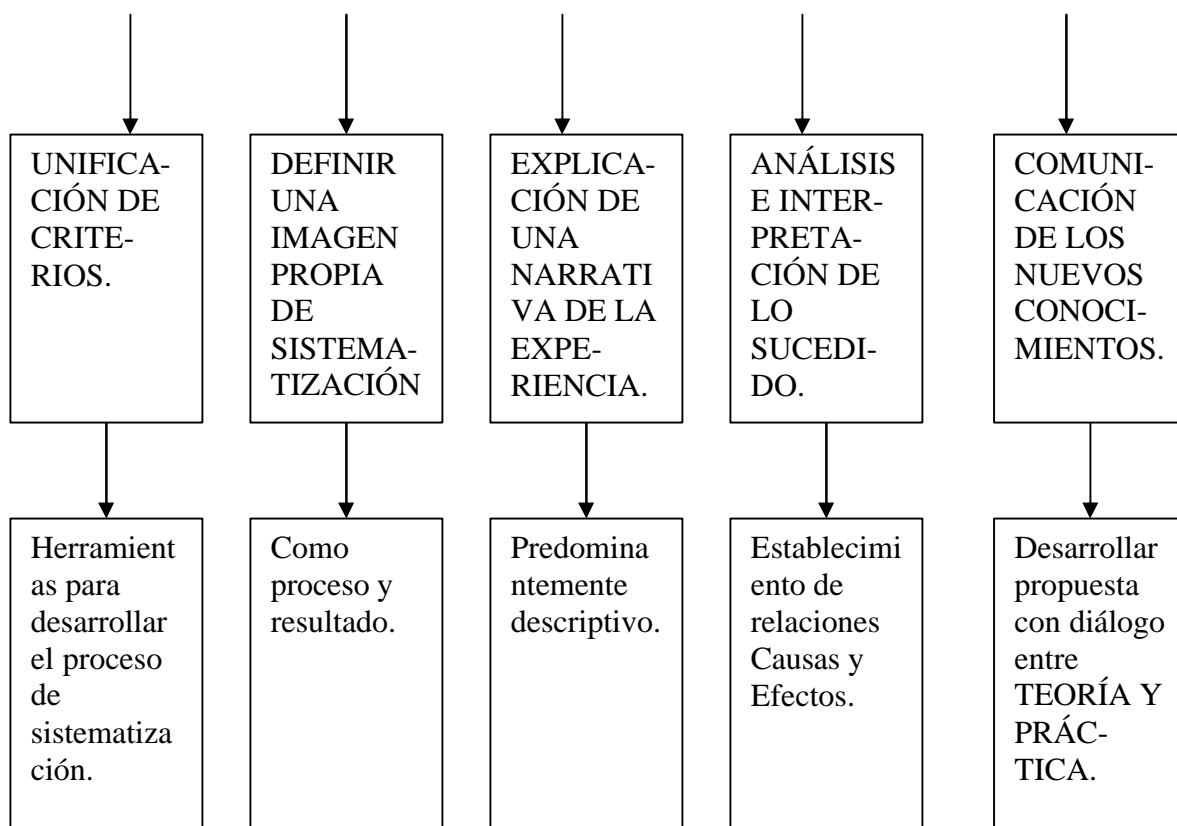 UNIFICA-
CIÓN DE
CRITE-
RIOS.
DEFINIR
UNA
IMAGEN
PROPIA
DE
SISTEMA-
TIZACIÓN
EXPLICA-
CIÓN DE
UNA
NARRATI
VA DE LA
EXPE-
RIENCIA.
ANÁLISIS
E INTER-
PRETA-
CIÓN DE
LO
SUCEDI-
DO.
COMUNI-
CACIÓN
DE LOS
NUEVOS
CONOCI-
MIENTOS.
Herramient
as para
desarrollar
el proceso
de
sistematiza
ción.
Como
proceso y
resultado.
Predomina
ntemente
descriptivo.
Establecimi
ento de
relaciones
Causas y
Efectos.
Desarrollar
propuesta
con diálogo
entre
TEORÍA Y
PRÁC-
TICA.